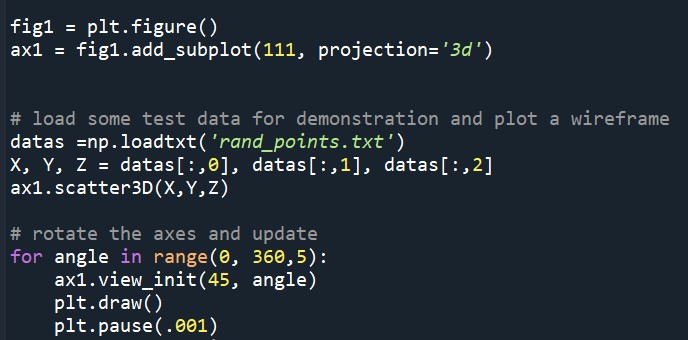 fig1 = plt.figure()
ax1 = fig1.add_subplot(111, projection='3d')
# load some test data for demonstration and plot a wireframe
datas =np.loadtxt('rand_points.txt')
X, Y, Z = datas[:,0], datas[:,1], datas[:,2]
ax1.scatter3D(X,Y,Z)
# rotate the axes and update
for angle in range(0, 360,5):
    ax1.view_init(45, angle)
    plt.draw()
    plt.pause(.001)